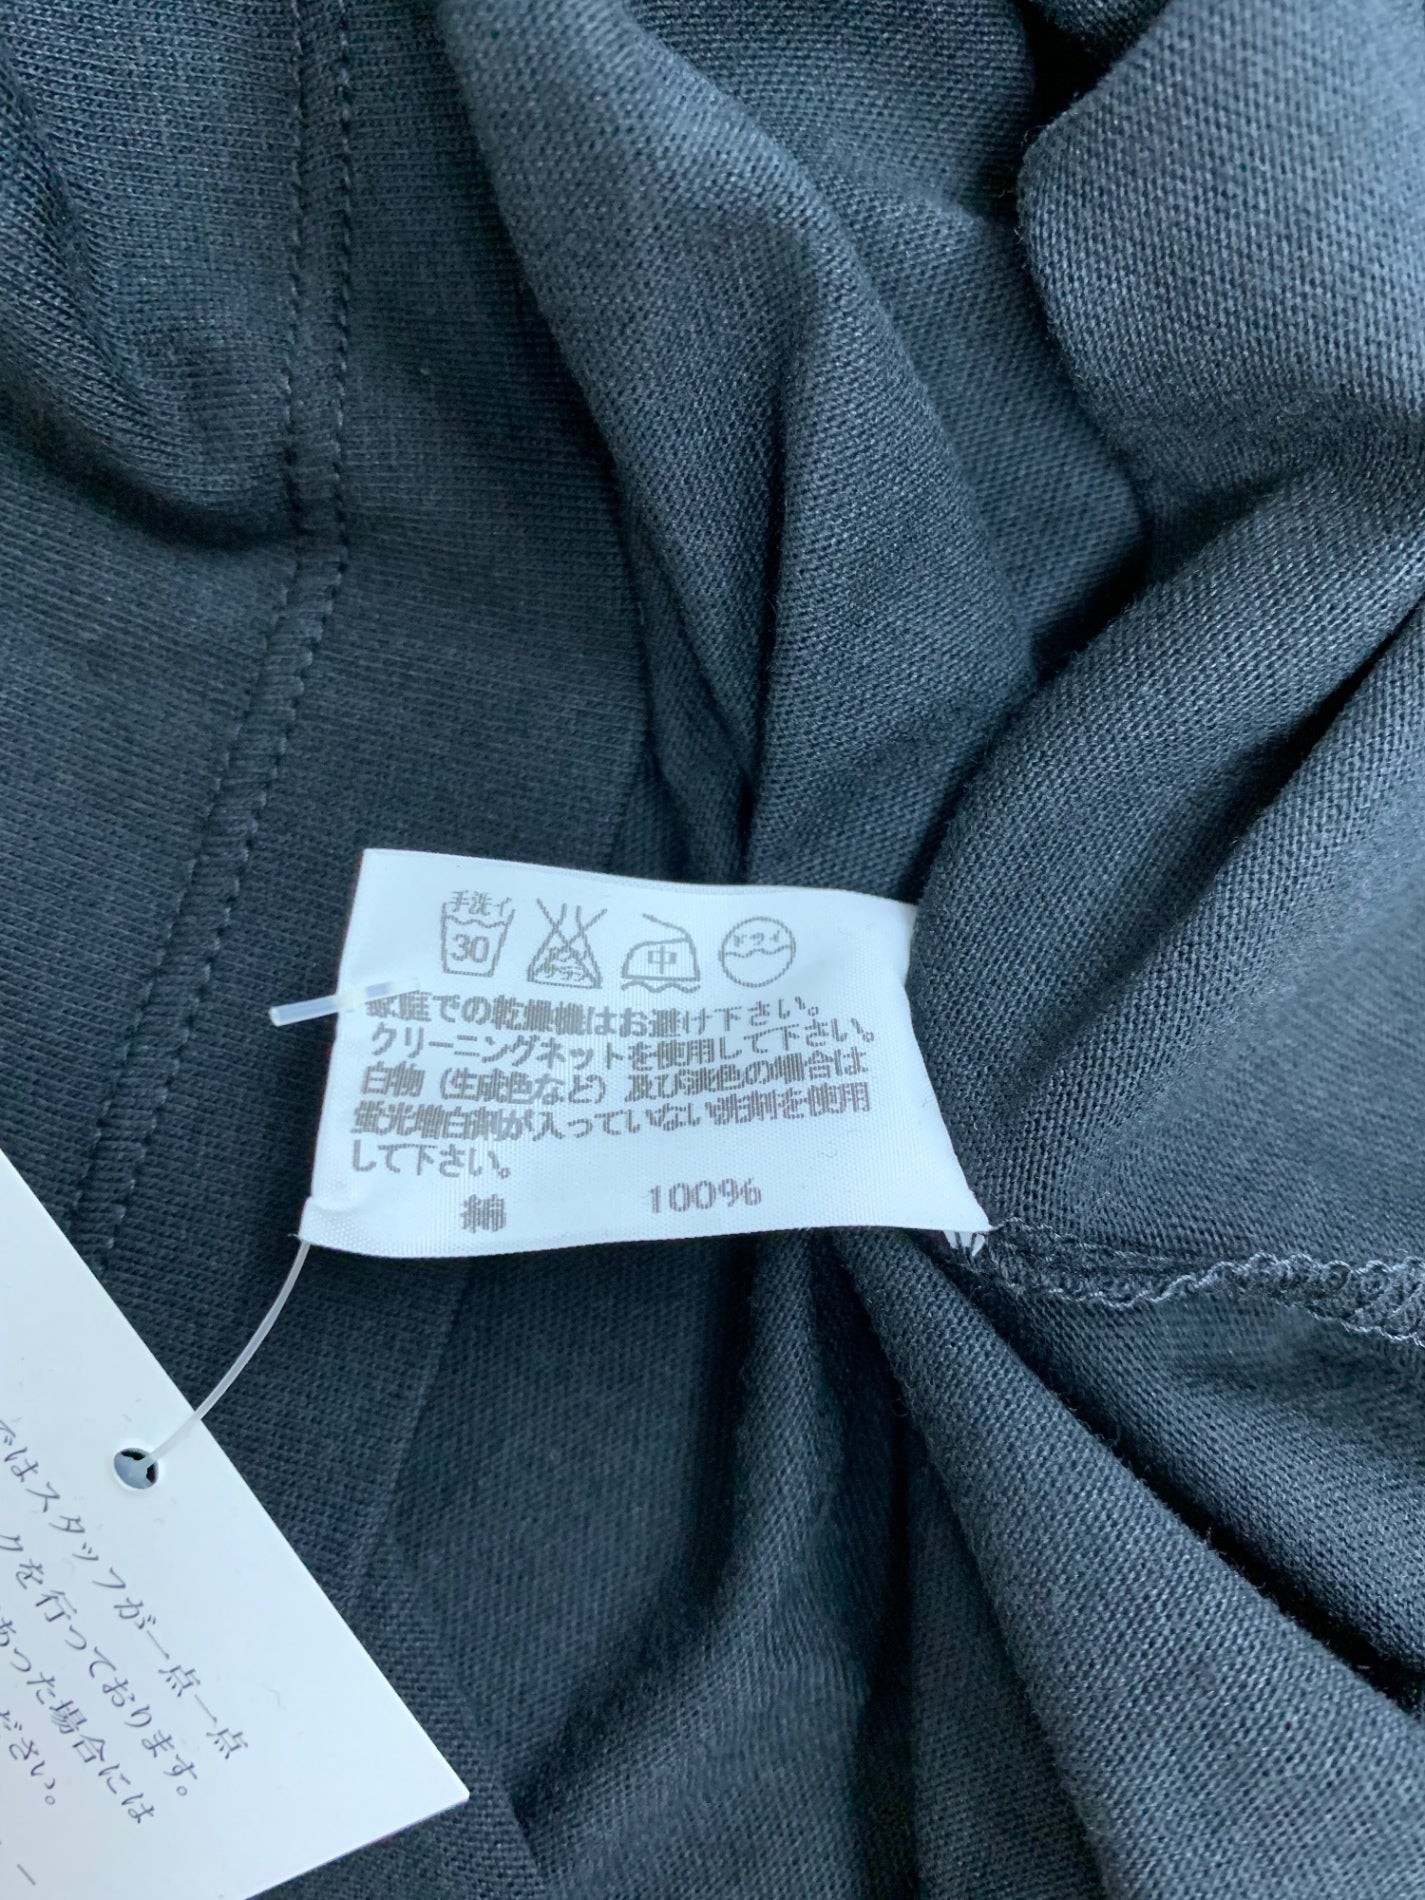 手洗イ
30
中
ドライ
家庭での乾燥機はお避け下さい。
クリーニングネットを使用して下さい。
白物（生成色など）及び淡色の場合は
蛍光増白剤が入っていない洗剤を使用
して下さい。
綿 100%
ではスタッフが一点一点
クを行っております。
あった場合には
ださい。